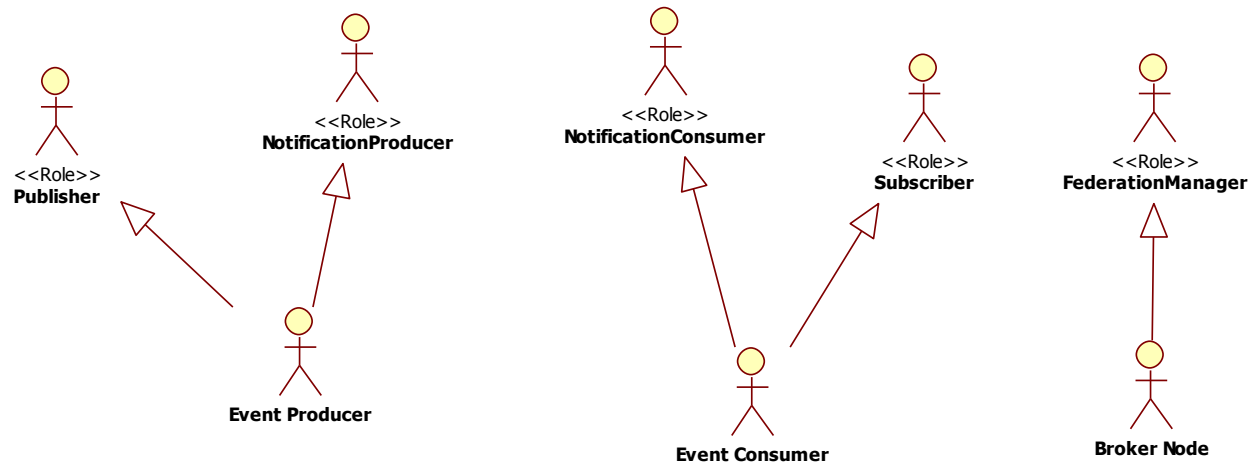 <<Role>>
Publisher
<<Role>>
NotificationProducer
<<Role>>
NotificationConsumer
<<Role>>
Subscriber
<<Role>>
FederationManager
Event Producer
Event Consumer
Broker Node